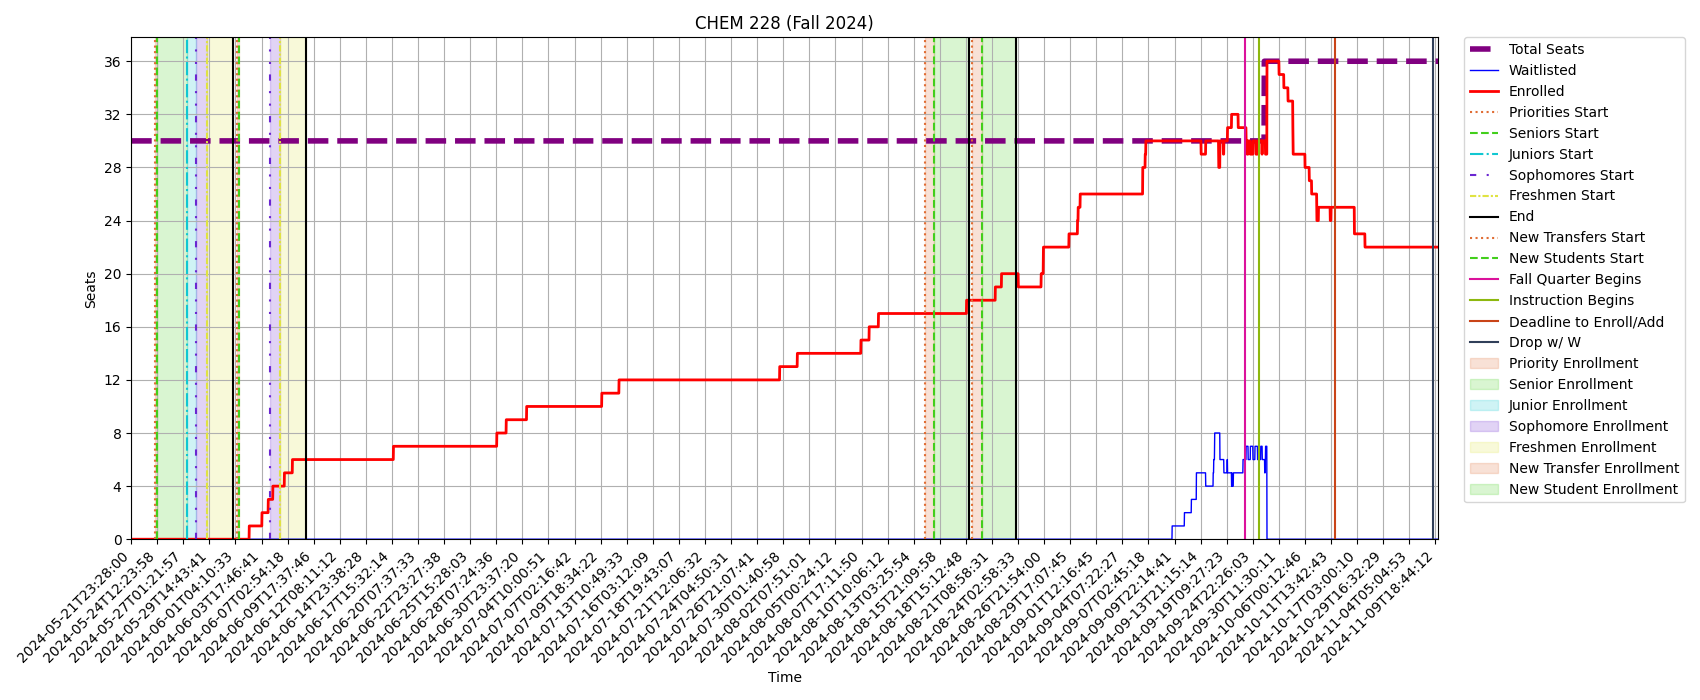 CHEM 228 (Fall 2024)
Seats
36
32
28
24
20
16
12
8
4
0
2024-05-21T23:28:00
2024-05-24T12:23:58
2024-05-27T01:21:57
2024-05-29T14:43:41
2024-06-01T04:10:33
2024-06-03T17:46:41
2024-06-07T02:54:18
2024-06-09T17:37:46
2024-06-12T08:11:12
2024-06-14T23:38:28
2024-06-17T15:32:14
2024-06-20T07:37:33
2024-06-22T23:27:38
2024-06-25T15:28:03
2024-06-28T07:24:36
2024-06-30T23:37:20
2024-07-04T10:00:51
2024-07-07T02:16:42
2024-07-09T18:34:22
2024-07-13T10:49:33
2024-07-16T03:12:09
2024-07-18T19:43:07
2024-07-21T12:06:32
2024-07-24T04:50:31
2024-07-26T21:07:41
2024-07-30T01:40:58
2024-08-02T17:51:01
2024-08-05T00:24:12
2024-08-07T17:11:50
2024-08-10T10:06:12
2024-08-13T03:25:54
2024-08-15T21:09:58
2024-08-18T15:12:48
2024-08-21T08:58:31
2024-08-24T02:58:33
2024-08-26T21:54:00
2024-08-29T17:07:45
2024-09-01T12:16:45
2024-09-04T07:22:27
2024-09-07T02:45:18
2024-09-09T22:14:41
2024-09-13T21:15:14
2024-09-19T09:27:23
2024-09-24T22:26:03
2024-09-30T11:30:11
2024-10-06T00:12:46
2024-10-11T13:42:43
2024-10-17T03:00:10
2024-10-29T16:32:29
2024-11-04T05:04:53
2024-11-09T18:44:12
Time
Total Seats
Waitlisted
Enrolled
Priorities Start
Seniors Start
Juniors Start
Sophomores Start
Freshmen Start
End
New Transfers Start
New Students Start
Fall Quarter Begins
Instruction Begins
Deadline to Enroll/Add
Drop w/ W
Priority Enrollment
Senior Enrollment
Junior Enrollment
Sophomore Enrollment
Freshmen Enrollment
New Transfer Enrollment
New Student Enrollment